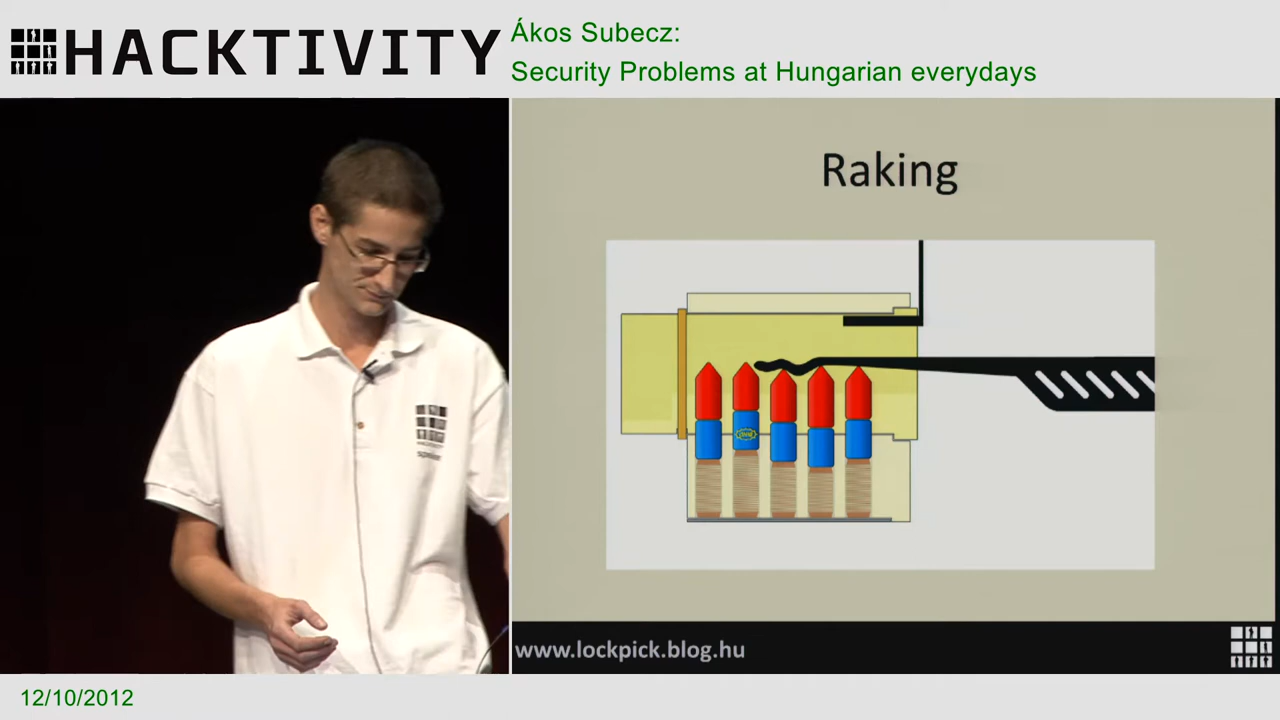 HACKTIVITY
Ákos Subecz:
Security Problems at Hungarian everydays
Raking
www.lockpick.blog.hu
12/10/2012